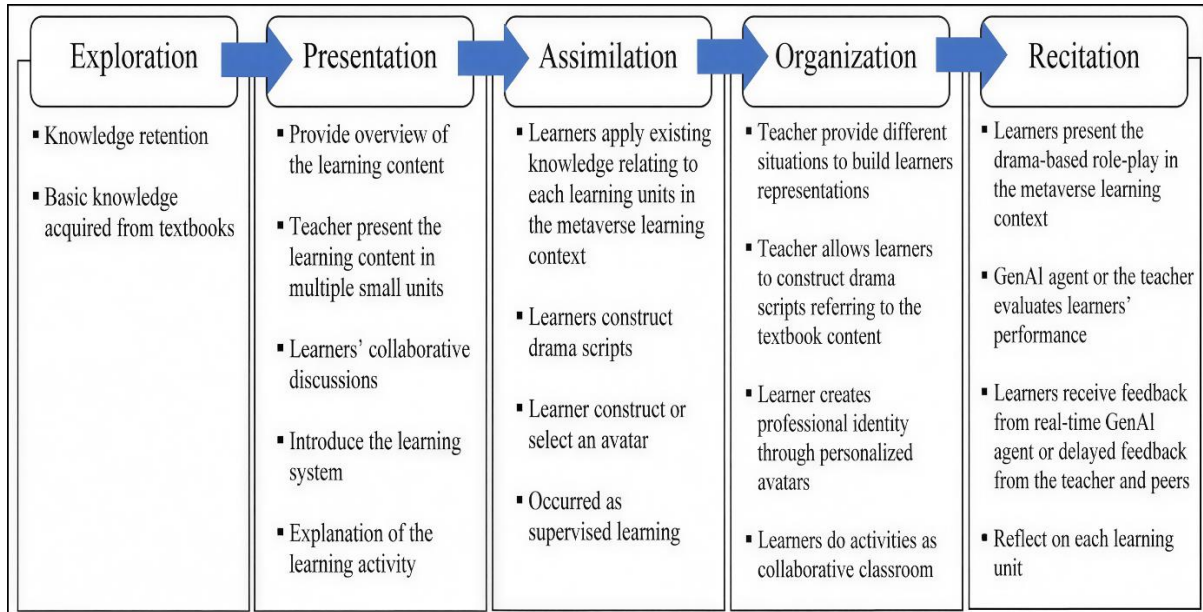 Exploration
▪ Knowledge retention
▪ Basic knowledge
acquired from textbooks
Presentation
▪ Provide overview of
the learning content
▪ Teacher present the
learning content in
multiple small units
▪ Learners' collaborative
discussions
▪ Introduce the learning
system
▪ Explanation of the
learning activity
Assimilation
▪ Learners apply existing
knowledge relating to
each learning units in
the metaverse learning
context
▪ Learners construct
drama scripts
▪ Learner construct or
select an avatar
▪ Occurred as
supervised learning
Organization
▪ Teacher provide different
situations to build learners
representations
▪ Teacher allows learners
to construct drama
scripts referring to the
textbook content
▪ Learner creates
professional identity
through personalized
avatars
▪ Learners do activities as
collaborative classroom
Recitation
▪ Learners present the
drama-based role-play in
the metaverse learning
context
▪ GenAI agent or the teacher
evaluates learners'
performance
▪ Learners receive feedback
from real-time GenAI
agent or delayed feedback
from the teacher and peers
▪ Reflect on each learning
unit